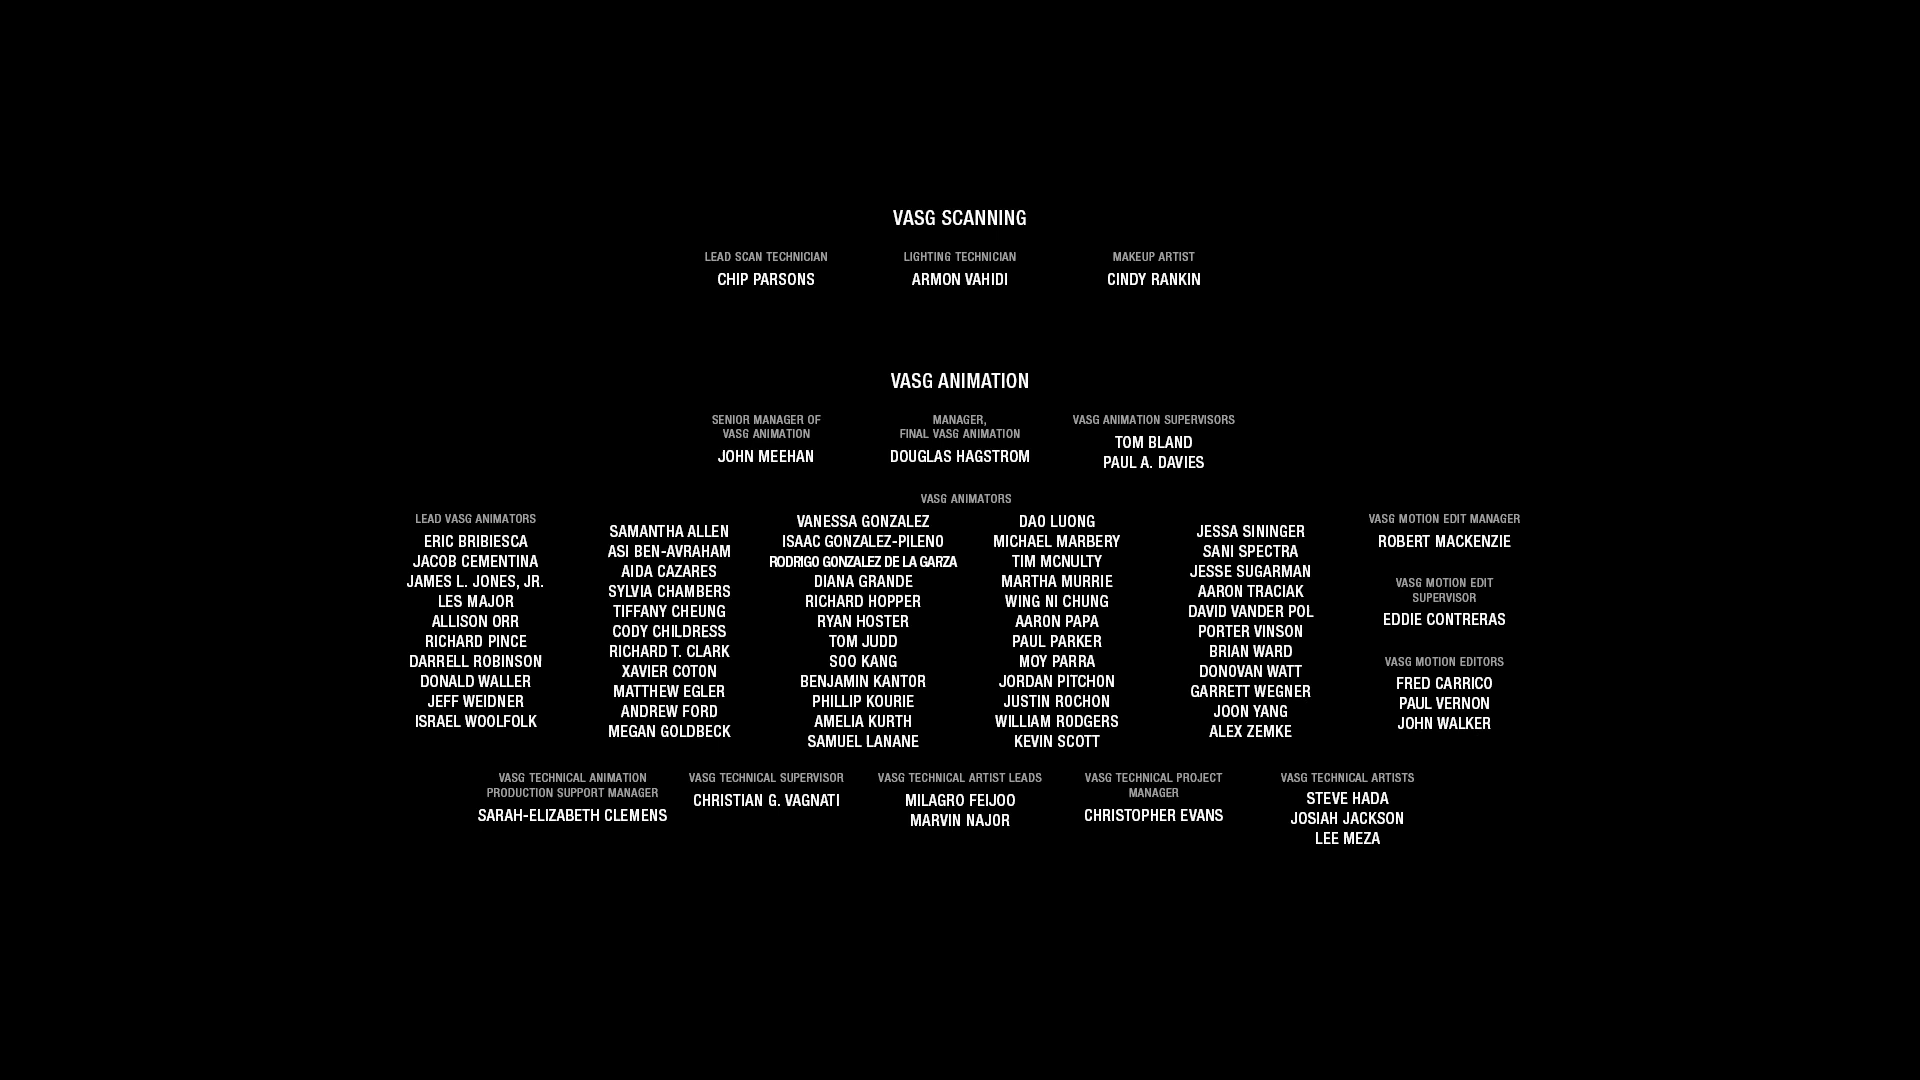 VASG SCANNING
LEAD SCAN TECHNICIAN
CHIP PARSONS
LIGHTING TECHNICIAN
ARMON VAHIDI
MAKEUP ARTIST
CINDY RANKIN
VASG ANIMATION
SENIOR MANAGER OF
VASG ANIMATION
JOHN MEEHAN
MANAGER,
FINAL VASG ANIMATION
DOUGLAS HAGSTROM
VASG ANIMATION SUPERVISORS
TOM BLAND
PAUL A. DAVIES
LEAD VASG ANIMATORS
ERIC BRIBIESCA
JACOB CEMENTINA
JAMES L. JONES, JR.
LES MAJOR
ALLISON ORR
RICHARD PINCE
DARRELL ROBINSON
DONALD WALLER
JEFF WEIDNER
ISRAEL WOOLFOLK
VASG ANIMATORS
SAMANTHA ALLEN
ASI BEN-AVRAHAM
AIDA CAZARES
SYLVIA CHAMBERS
TIFFANY CHEUNG
CODY CHILDRESS
RICHARD T. CLARK
XAVIER COTON
MATTHEW EGLER
ANDREW FORD
MEGAN GOLDBECK
VANESSA GONZALEZ
ISAAC GONZALEZ-PILENO
RODRIGO GONZALEZ DE LA GARZA
DIANA GRANDE
RICHARD HOPPER
RYAN HOSTER
TOM JUDD
SOO KANG
BENJAMIN KANTOR
PHILLIP KOURIE
AMELIA KURTH
SAMUEL LANANE
DAO LUONG
MICHAEL MARBERY
TIM MCNULTY
MARTHA MURRIE
WING NI CHUNG
AARON PAPA
PAUL PARKER
MOY PARRA
JORDAN PITCHON
JUSTIN ROCHON
WILLIAM RODGERS
KEVIN SCOTT
JESSA SININGER
SANI SPECTRA
JESSE SUGARMAN
AARON TRACIAK
DAVID VANDER POL
PORTER VINSON
BRIAN WARD
DONOVAN WATT
GARRETT WEGNER
JOON YANG
ALEX ZEMKE
VASG MOTION EDIT MANAGER
ROBERT MACKENZIE
VASG MOTION EDIT
SUPERVISOR
EDDIE CONTRERAS
VASG MOTION EDITORS
FRED CARRICO
PAUL VERNON
JOHN WALKER
VASG TECHNICAL ANIMATION
PRODUCTION SUPPORT MANAGER
SARAH-ELIZABETH CLEMENS
VASG TECHNICAL SUPERVISOR
CHRISTIAN G. VAGNATI
VASG TECHNICAL ARTIST LEADS
MILAGRO FEIJOO
MARVIN NAJOR
VASG TECHNICAL PROJECT
MANAGER
CHRISTOPHER EVANS
VASG TECHNICAL ARTISTS
STEVE HADA
JOSIAH JACKSON
LEE MEZA